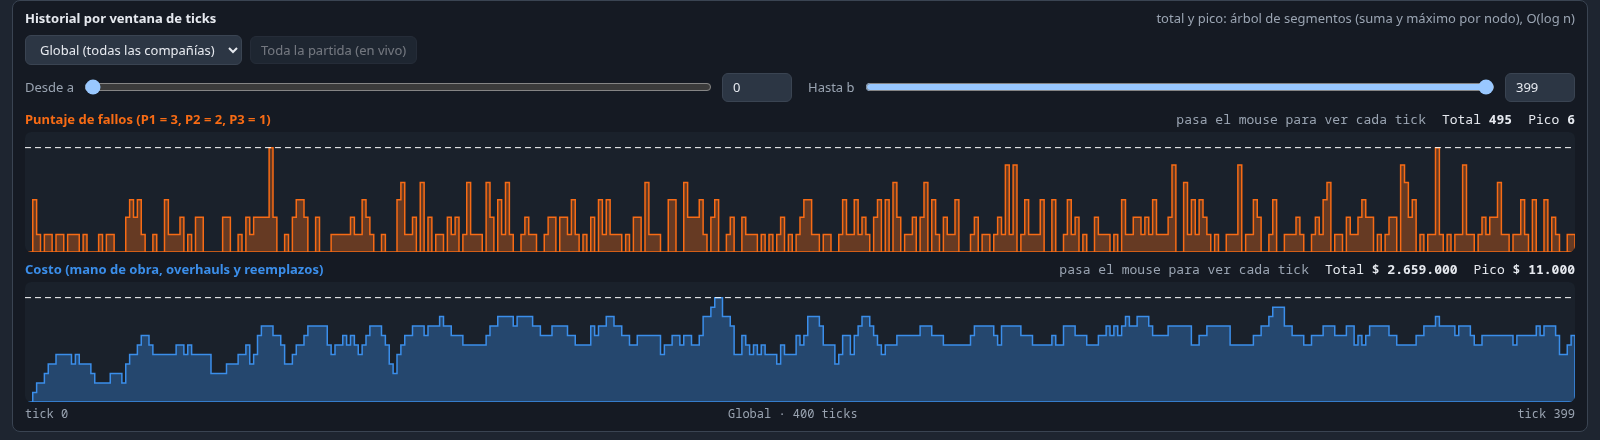 Historial por ventana de ticks
total y pico: árbol de segmentos (suma y máximo por nodo), O(log n)
Global (todas las compañías)
Toda la partida (en vivo)
Desde a
0
Hasta b
399
Puntaje de fallos (P1 = 3, P2 = 2, P3 = 1)
pasa el mouse para ver cada tick Total 495 Pico 6
Costo (mano de obra, overhauls y reemplazos)
pasa el mouse para ver cada tick Total $ 2.659.000 Pico $ 11.000
tick 0
Global · 400 ticks
tick 399